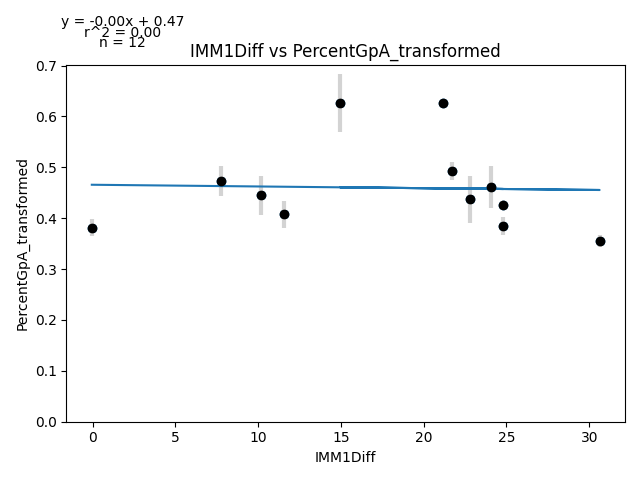 y = -0.00x + 0.47
r^2 = 0.00
n = 12
IMM1Diff vs PercentGpA_transformed
0.7
0.6
0.5
0.4
0.3
0.2
0.1
0.0
PercentGpA_transformed
0 5 10 15 20 25 30
IMM1Diff